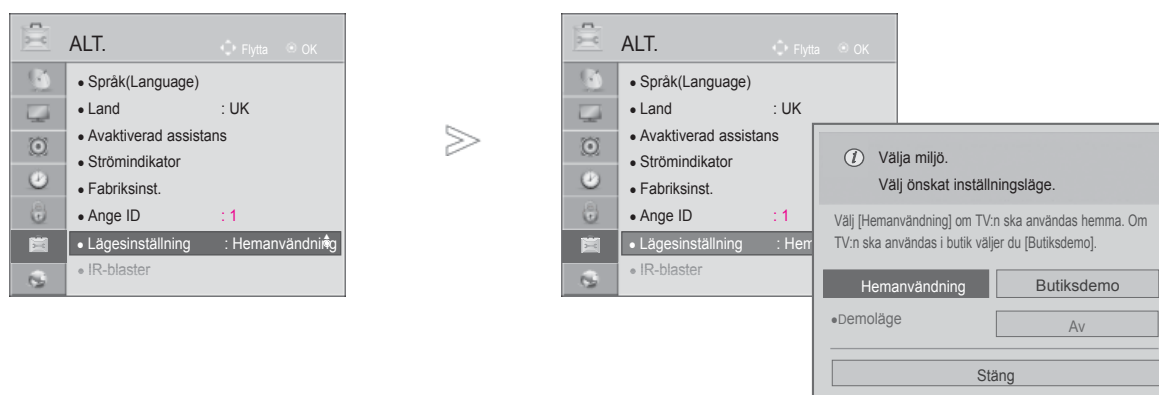 ALT.
Flytta OK
• Språk(Language)
• Land : UK
• Avaktiverad assistans
• Strömindikator
• Fabriksinst.
• Ange ID : 1
• Lägesinställning : Hemanvändning
• IR-blaster
ALT.
Flytta OK
• Språk(Language)
• Land : UK
• Avaktiverad assistans
• Strömindikator
• Fabriksinst.
• Ange ID : 1
• Lägesinställning : Hem
• IR-blaster
Välja miljö.
Välj önskat inställningsläge.
Välj [Hemanvändning] om TV:n ska användas hemma. Om
TV:n ska användas i butik väljer du [Butiksdemo].
Hemanvändning Butiksdemo
•Demoläge Av
Stäng